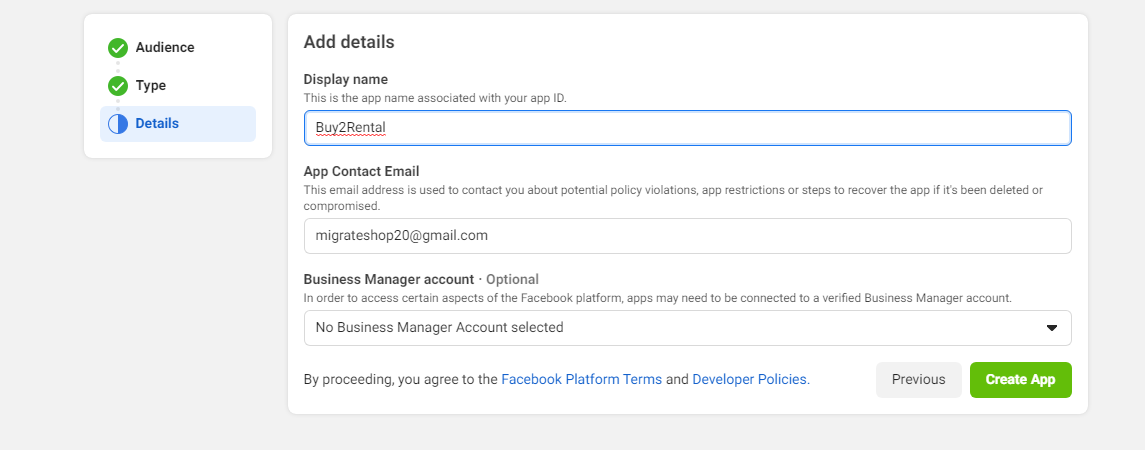 Audience
Type
Details
Add details
Display name
This is the app name associated with your app ID.
Buy2Rental
App Contact Email
This email address is used to contact you about potential policy violations, app restrictions or steps to recover the app if it's been deleted or
compromised.
migrateshop20@gmail.com
Business Manager account · Optional
In order to access certain aspects of the Facebook platform, apps may need to be connected to a verified Business Manager account.
No Business Manager Account selected
By proceeding, you agree to the Facebook Platform Terms and Developer Policies.
Previous
Create App